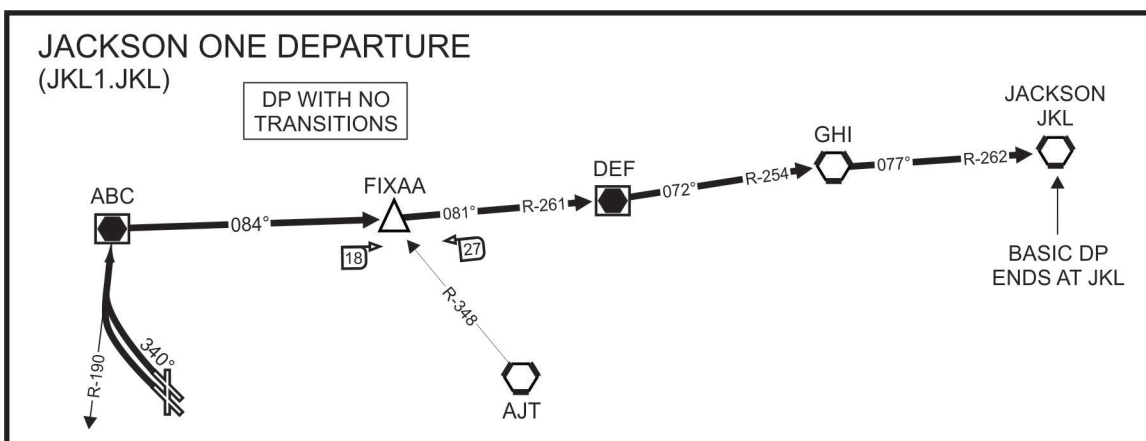 JACKSON ONE DEPARTURE
(JKL1.JKL)
DP WITH NO
TRANSITIONS
JACKSON
JKL
GHI
077°
R-262
DEF
072°
R-254
FIXAA
081°
R-261
ABC
084°
18
27
BASIC DP
ENDS AT JKL
R-348
340°
R-190
AJT